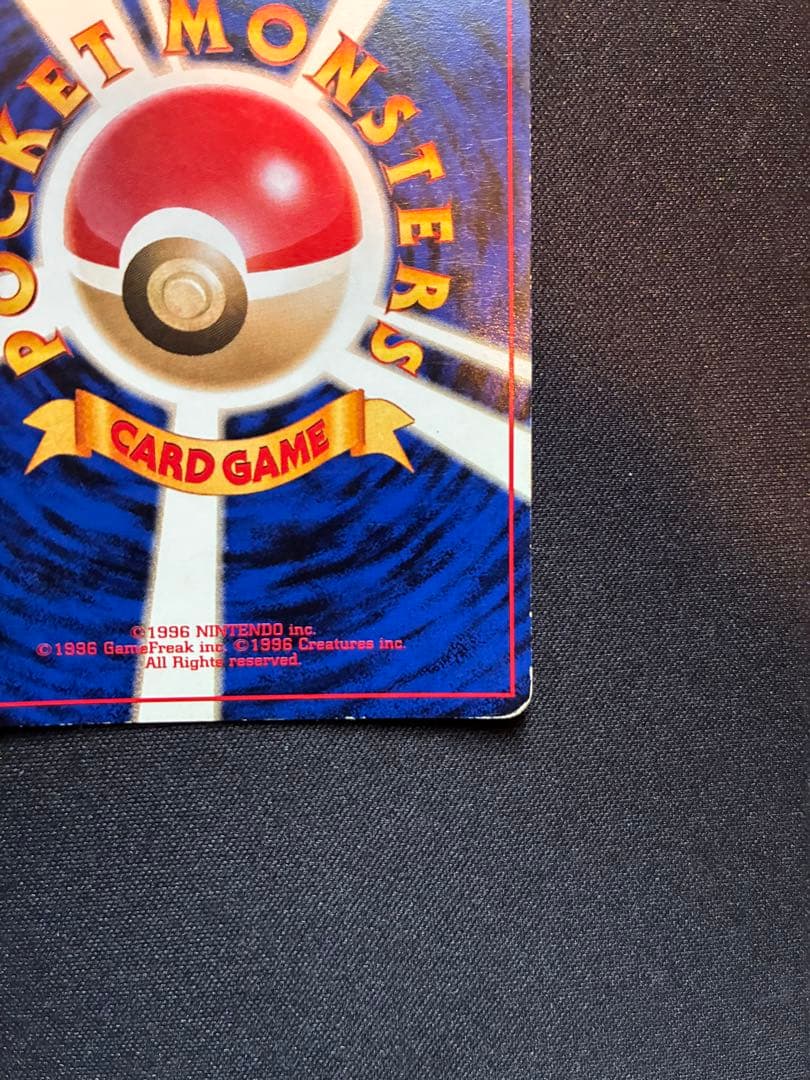 POCKET MONSTERS
CARD GAME
©1996 NINTENDO inc.
©1996 GameFreak inc. ©1996 Creatures inc.
All Rights reserved.